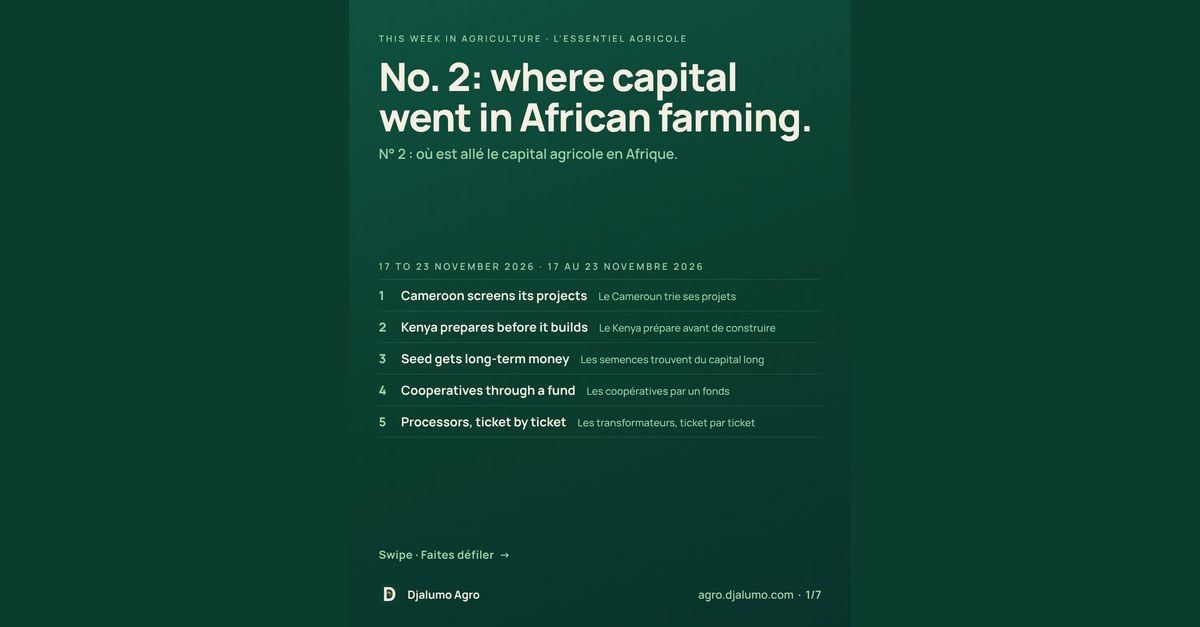 THIS WEEK IN AGRICULTURE · L'ESSENTIEL AGRICOLE
No. 2: where capital
went in African farming.
N° 2 : où est allé le capital agricole en Afrique.
17 TO 23 NOVEMBER 2026 · 17 AU 23 NOVEMBRE 2026
1 Cameroon screens its projects Le Cameroun trie ses projets
2 Kenya prepares before it builds Le Kenya prépare avant de construire
3 Seed gets long-term money Les semences trouvent du capital long
4 Cooperatives through a fund Les coopératives par un fonds
5 Processors, ticket by ticket Les transformateurs, ticket par ticket
Swipe · Faites défiler →
D Djalumo Agro agro.djalumo.com · 1/7